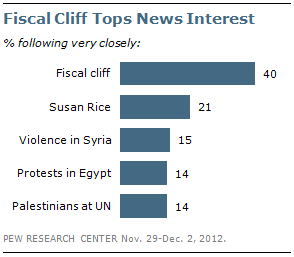 Fiscal Cliff Tops News Interest
% following very closely:
Fiscal cliff 40
Susan Rice 21
Violence in Syria 15
Protests in Egypt 14
Palestinians at UN 14
PEW RESEARCH CENTER Nov. 29-Dec. 2, 2012.